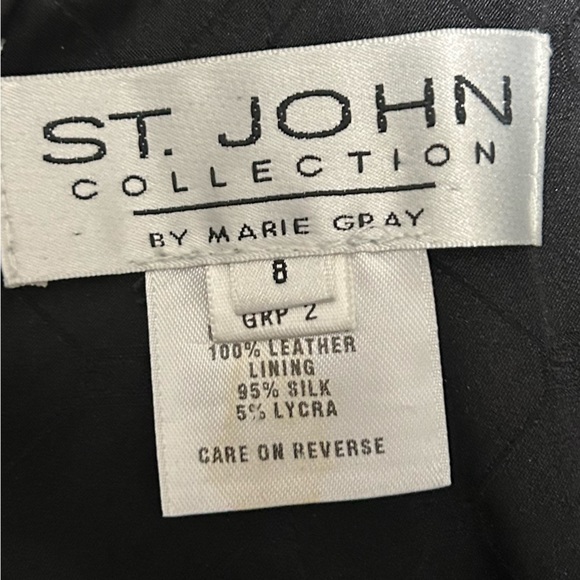 ST. JOHN
COLLECTION
BY MARIE GRAY
8
GRP 2
100% LEATHER
LINING
95% SILK
5% LYCRA
CARE ON REVERSE